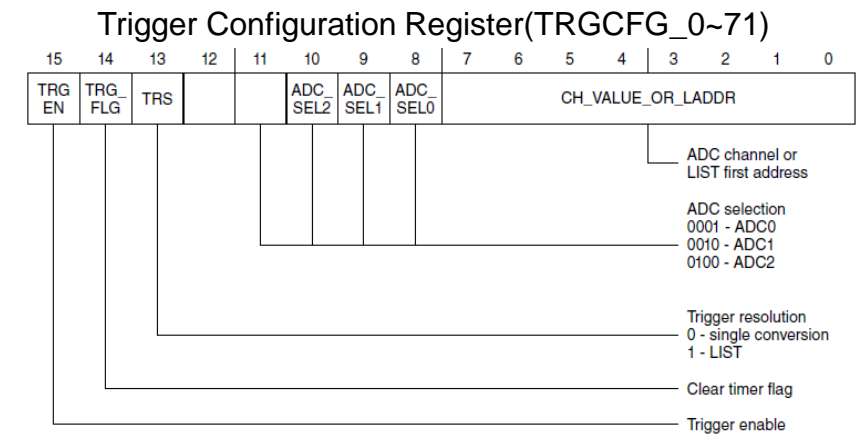 Trigger Configuration Register(TRGCFG_0~71)
15 14 13 12 11 10 9 8 7 6 5 4 3 2 1 0
TRG TRG_ TRS ADC_ ADC_ ADC_ CH_VALUE_OR_LADDR
EN FLG SEL2 SEL1 SEL0
ADC channel or
LIST first address
ADC selection
0001 - ADC0
0010 - ADC1
0100 - ADC2
Trigger resolution
0 - single conversion
1 - LIST
Clear timer flag
Trigger enable